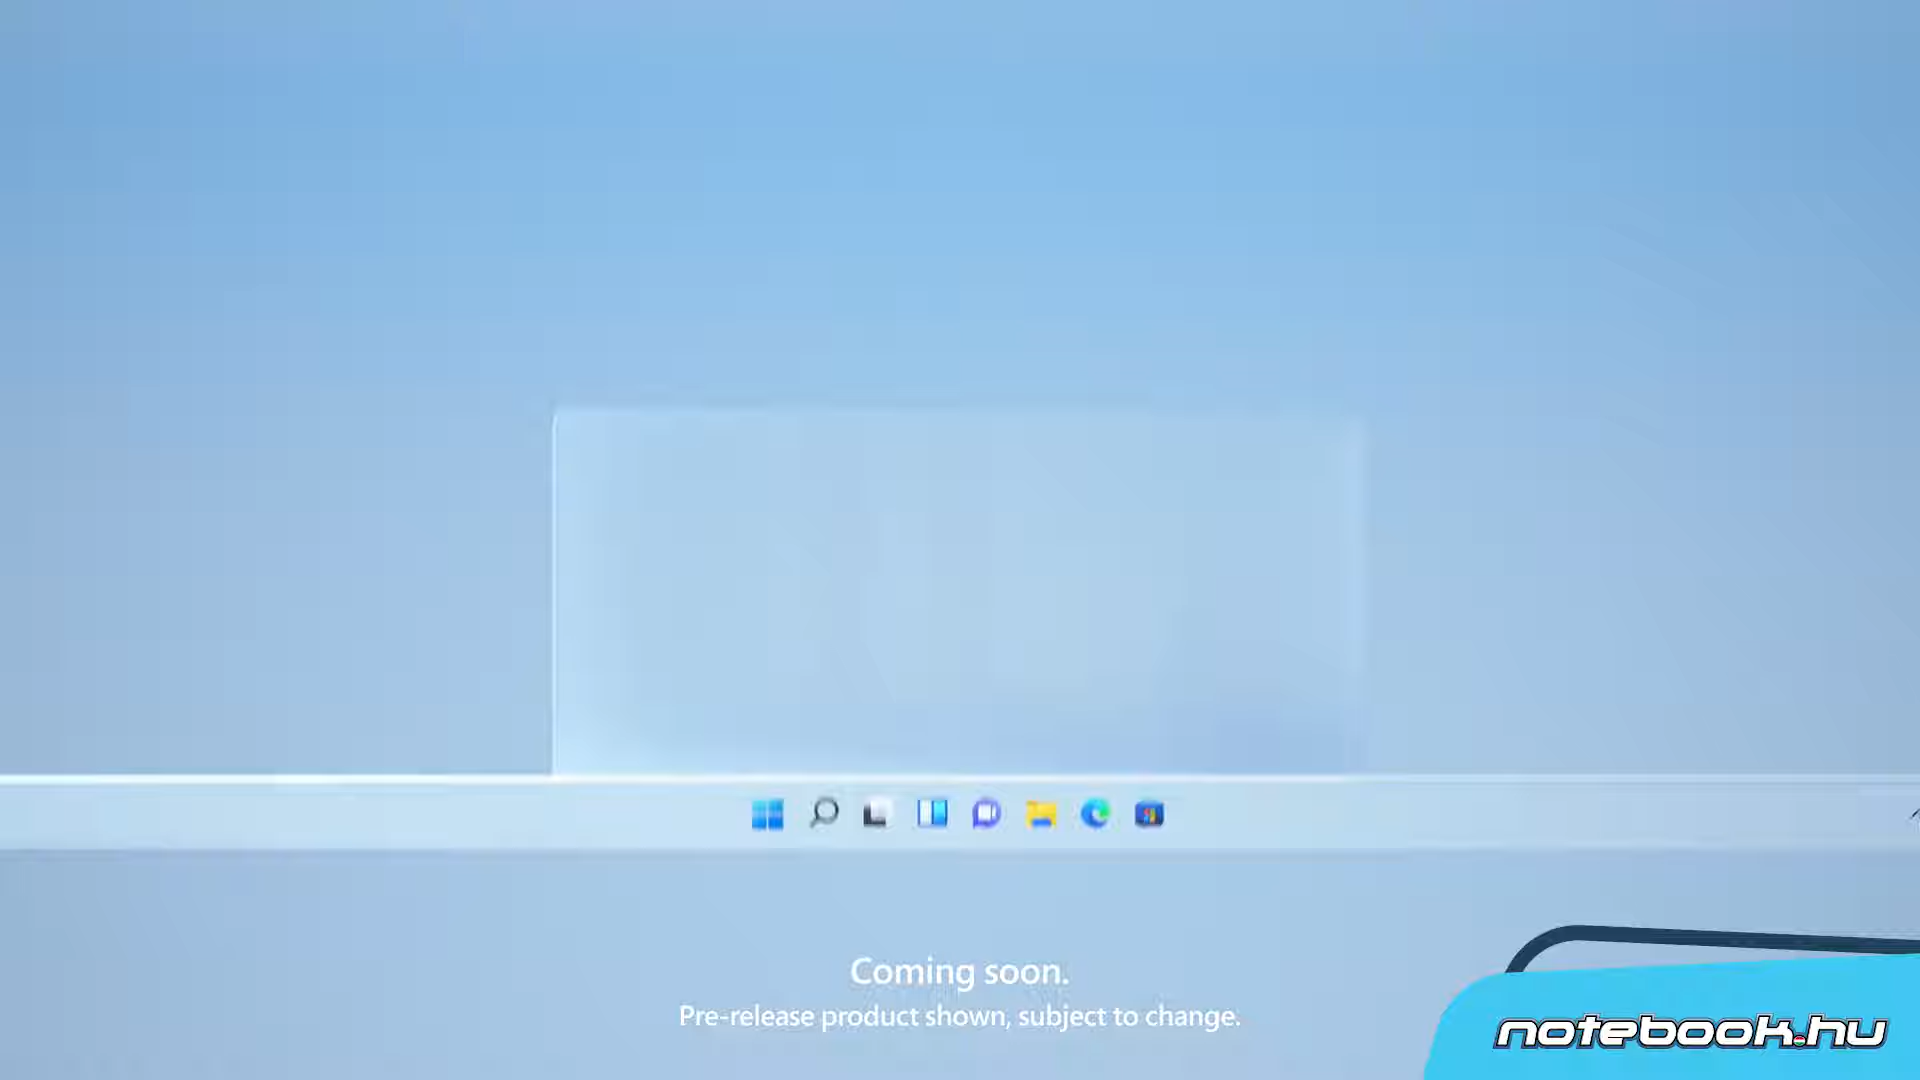 Coming soon.
Pre-release product shown, subject to change.
notebook.hu